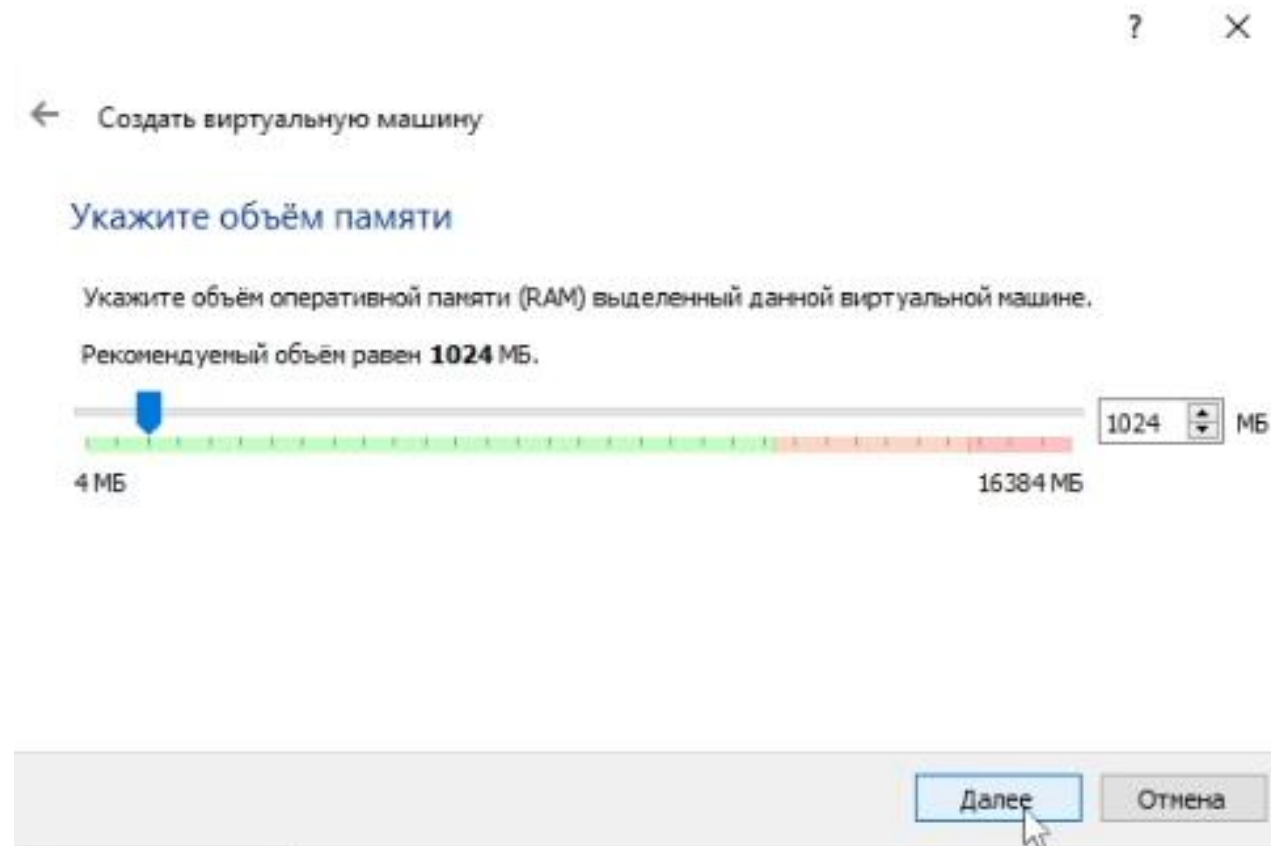 ?
Создать виртуальную машину
Укажите объём памяти
Укажите объём оперативной памяти (RAM) выделенный данной виртуальной машине.
Рекомендуемый объём равен 1024 МБ.
1024 МБ
4 МБ 16384 МБ
Далее Отмена